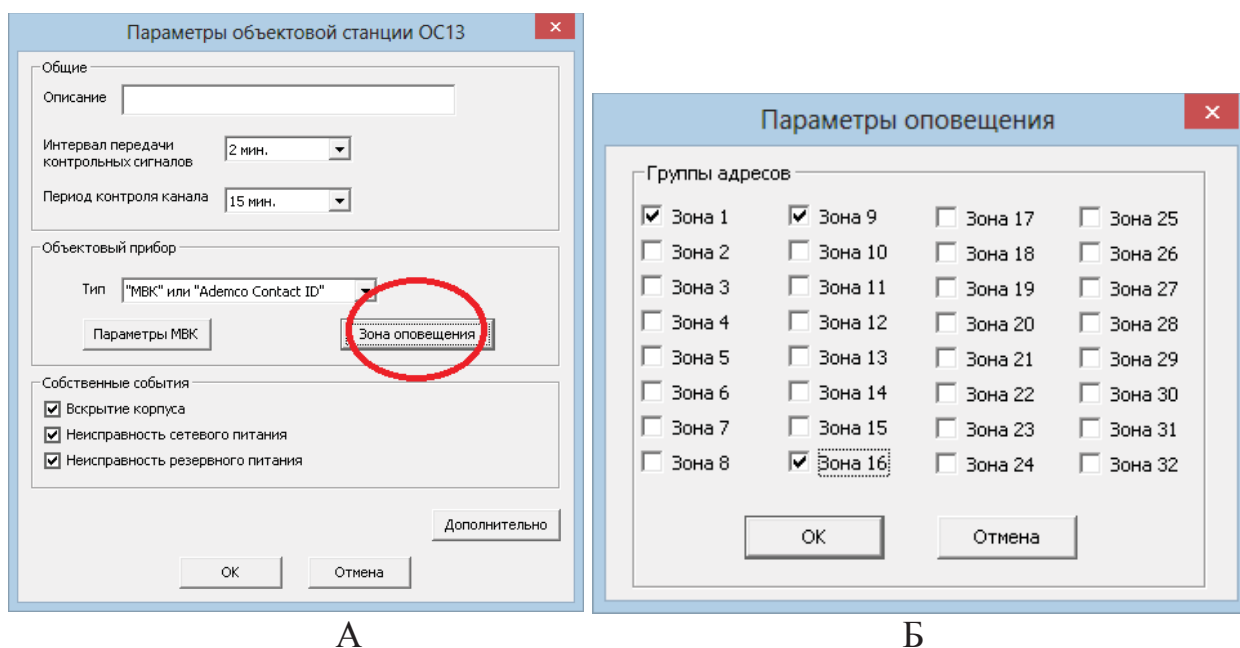 Параметры объектовой станции ОС13
Общие
Описание
Интервал передачи
контрольных сигналов
2 мин.
Период контроля канала
15 мин.
Объектовый прибор
Тип
"МВК" или "Ademco Contact ID"
Параметры МВК
Зона оповещения
Собственные события
Вскрытие корпуса
Неисправность сетевого питания
Неисправность резервного питания
Дополнительно
ОК
Отмена
А
Параметры оповещения
Группы адресов
Зона 1 Зона 9 Зона 17 Зона 25
Зона 2 Зона 10 Зона 18 Зона 26
Зона 3 Зона 11 Зона 19 Зона 27
Зона 4 Зона 12 Зона 20 Зона 28
Зона 5 Зона 13 Зона 21 Зона 29
Зона 6 Зона 14 Зона 22 Зона 30
Зона 7 Зона 15 Зона 23 Зона 31
Зона 8 Зона 16 Зона 24 Зона 32
ОК
Отмена
Б